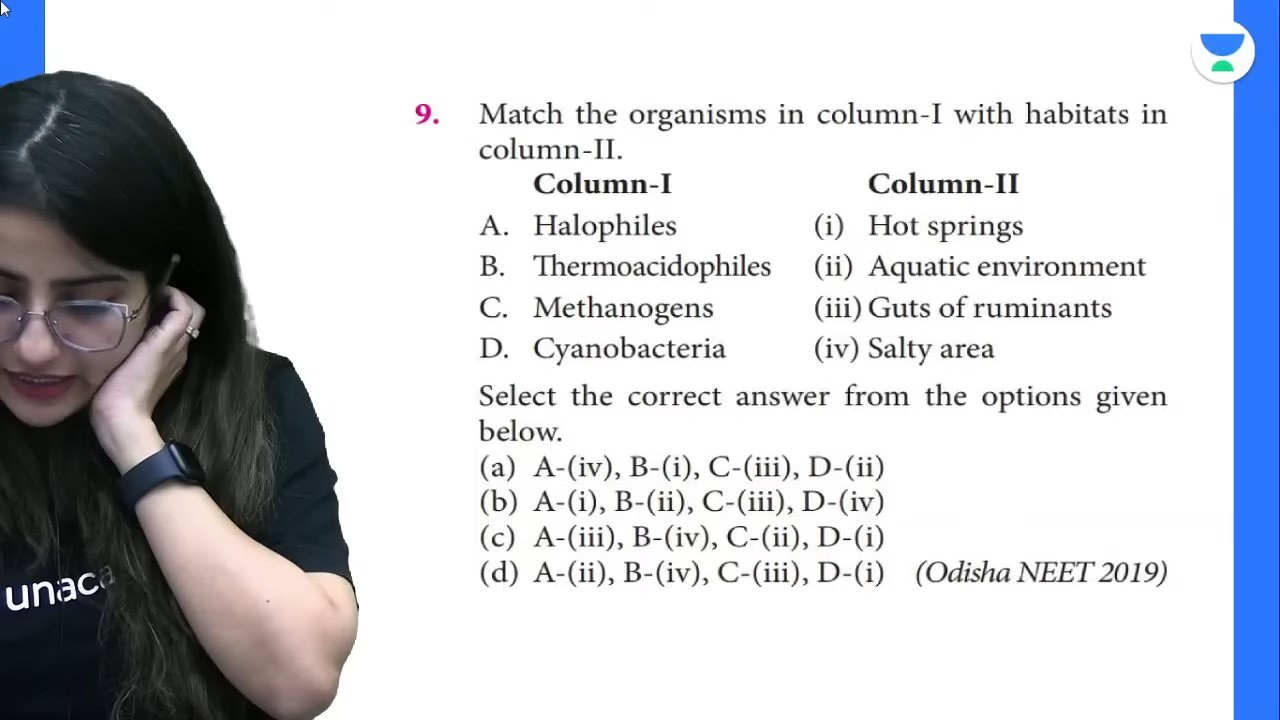 9. Match the organisms in column-I with habitats in
column-II.
Column-I Column-II
A. Halophiles (i) Hot springs
B. Thermoacidophiles (ii) Aquatic environment
C. Methanogens (iii) Guts of ruminants
D. Cyanobacteria (iv) Salty area
Select the correct answer from the options given
below.
(a) A-(iv), B-(i), C-(iii), D-(ii)
(b) A-(i), B-(ii), C-(iii), D-(iv)
(c) A-(iii), B-(iv), C-(ii), D-(i)
(d) A-(ii), B-(iv), C-(iii), D-(i) (Odisha NEET 2019)
unaca